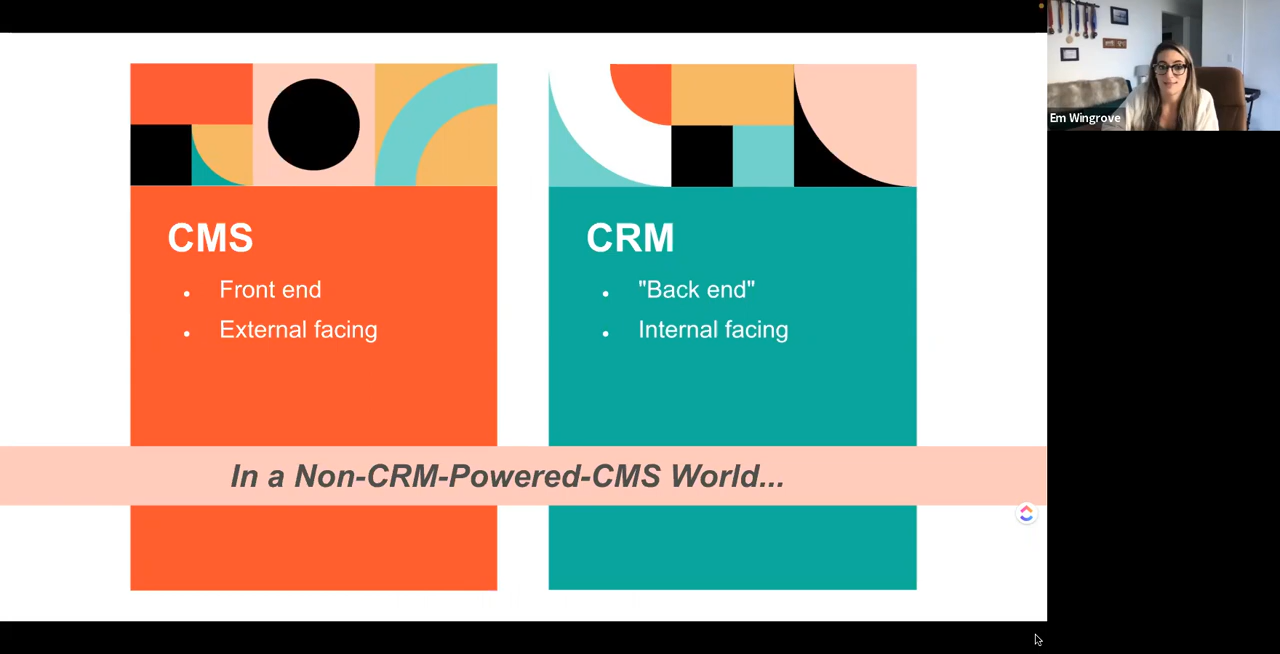 CMS
Front end
External facing
CRM
"Back end"
Internal facing
In a Non-CRM-Powered-CMS World...
Em Wingrove